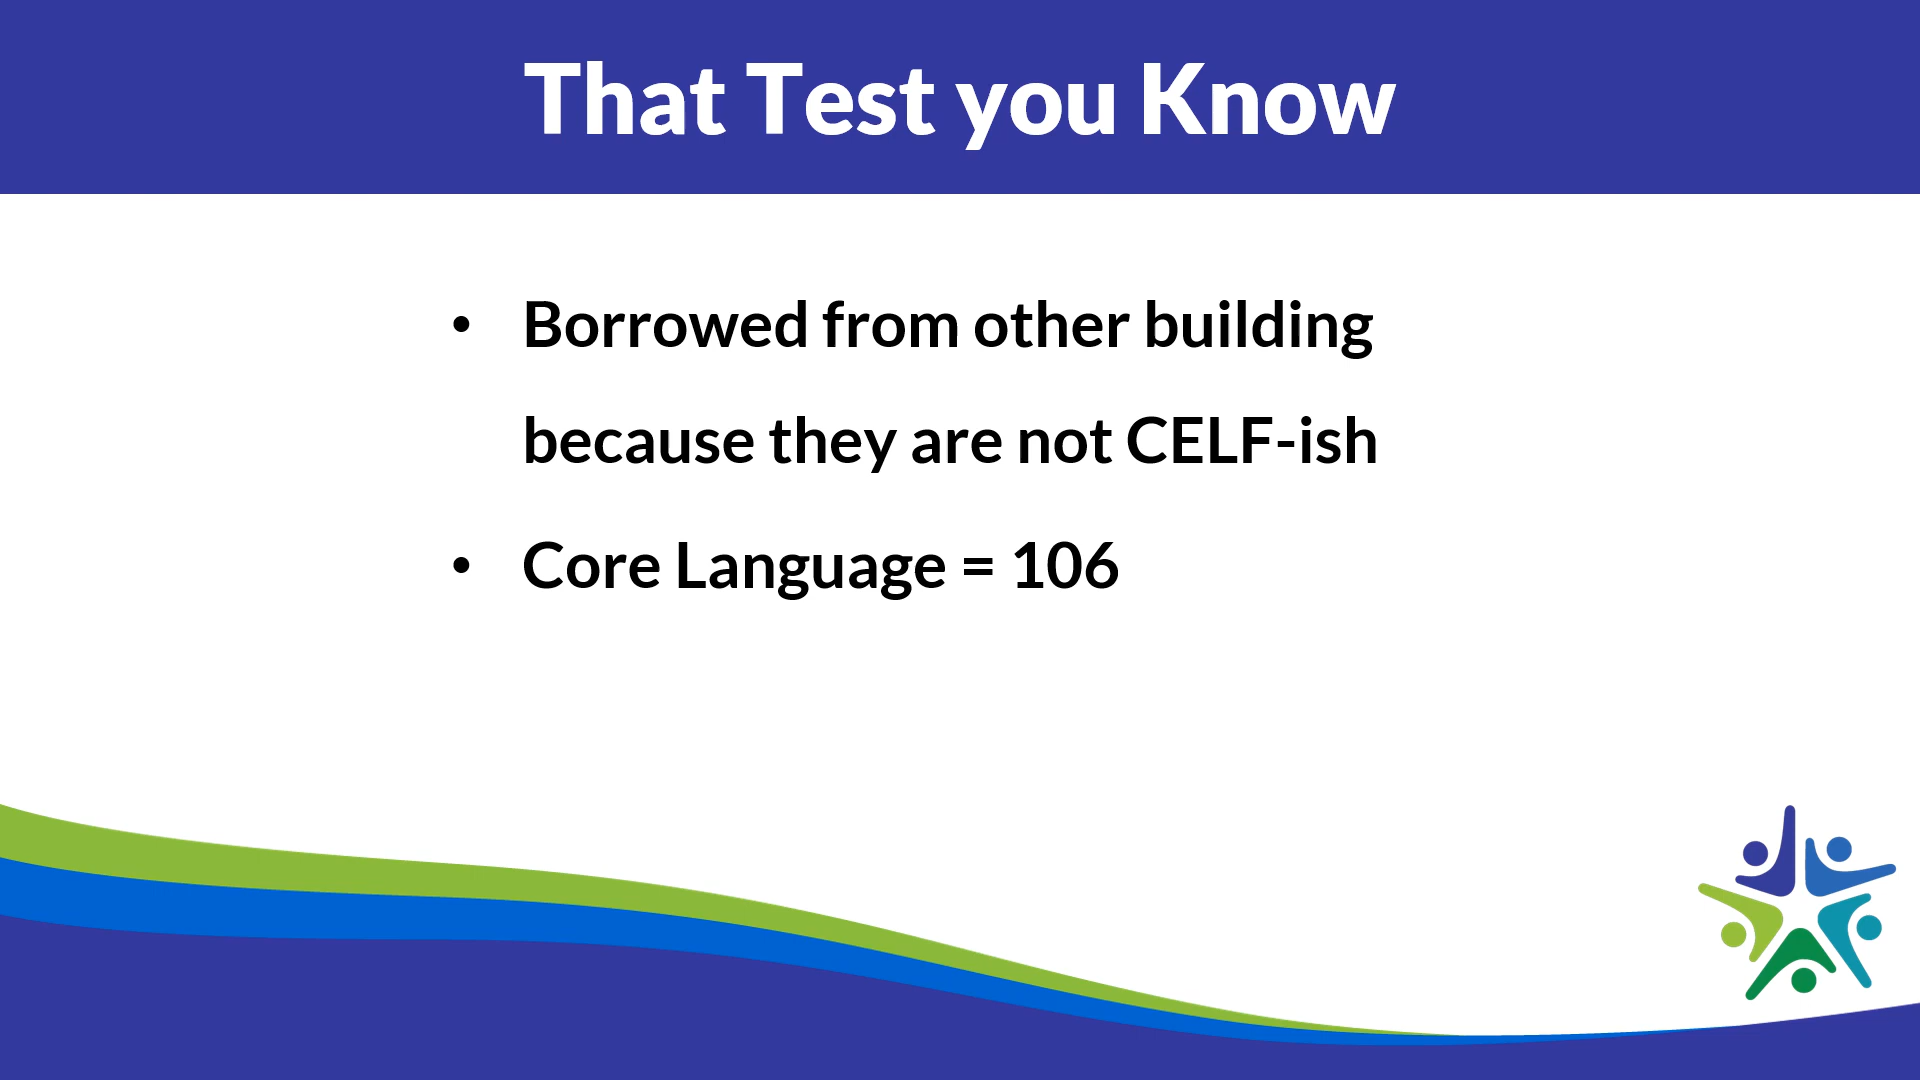 That Test you Know
• Borrowed from other building
because they are not CELF-ish
• Core Language = 106